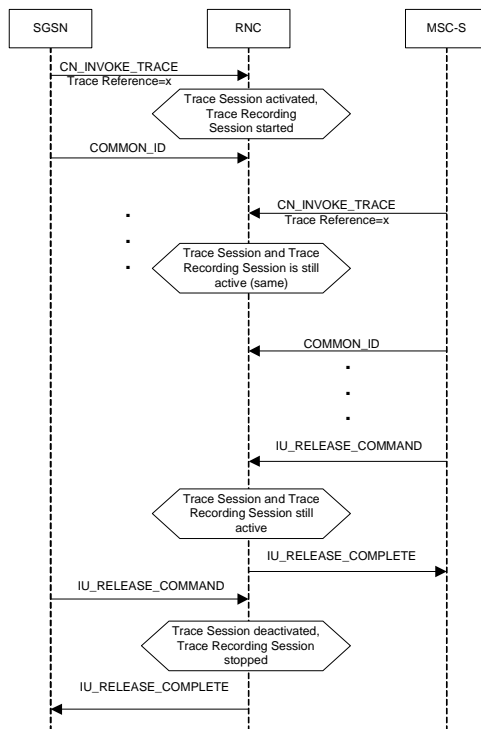 SGSN
RNC
MSC-S
CN_INVOKE_TRACE
Trace Reference=x
Trace Session activated,
Trace Recording
Session started
COMMON_ID
CN_INVOKE_TRACE
Trace Reference=x
Trace Session and Trace
Recording Session is still
active (same)
COMMON_ID
IU_RELEASE_COMMAND
Trace Session and Trace
Recording Session still
active
IU_RELEASE_COMPLETE
IU_RELEASE_COMMAND
Trace Session deactivated,
Trace Recording Session
stopped
IU_RELEASE_COMPLETE